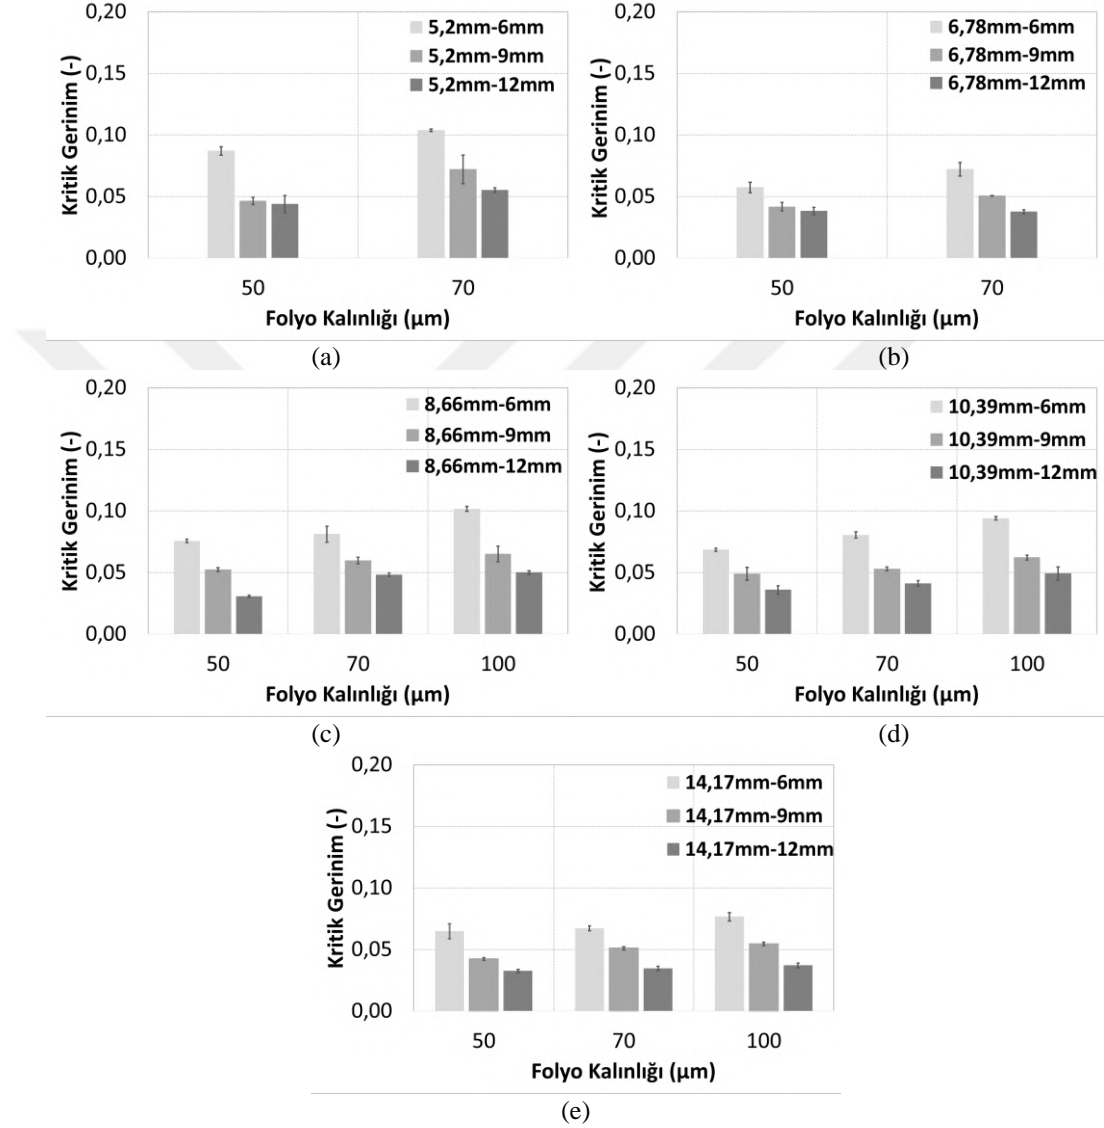 0,20
0,15
0,10
0,05
0,00
Kritik Gerinim (-)
5,2mm-6mm
5,2mm-9mm
5,2mm-12mm
50 70
Folyo Kalınlığı (µm)
(a)
0,20
0,15
0,10
0,05
0,00
Kritik Gerinim (-)
6,78mm-6mm
6,78mm-9mm
6,78mm-12mm
50 70
Folyo Kalınlığı (µm)
(b)
0,20
0,15
0,10
0,05
0,00
Kritik Gerinim (-)
8,66mm-6mm
8,66mm-9mm
8,66mm-12mm
50 70 100
Folyo Kalınlığı (µm)
(c)
0,20
0,15
0,10
0,05
0,00
Kritik Gerinim (-)
10,39mm-6mm
10,39mm-9mm
10,39mm-12mm
50 70 100
Folyo Kalınlığı (µm)
(d)
0,20
0,15
0,10
0,05
0,00
Kritik Gerinim (-)
14,17mm-6mm
14,17mm-9mm
14,17mm-12mm
50 70 100
Folyo Kalınlığı (µm)
(e)